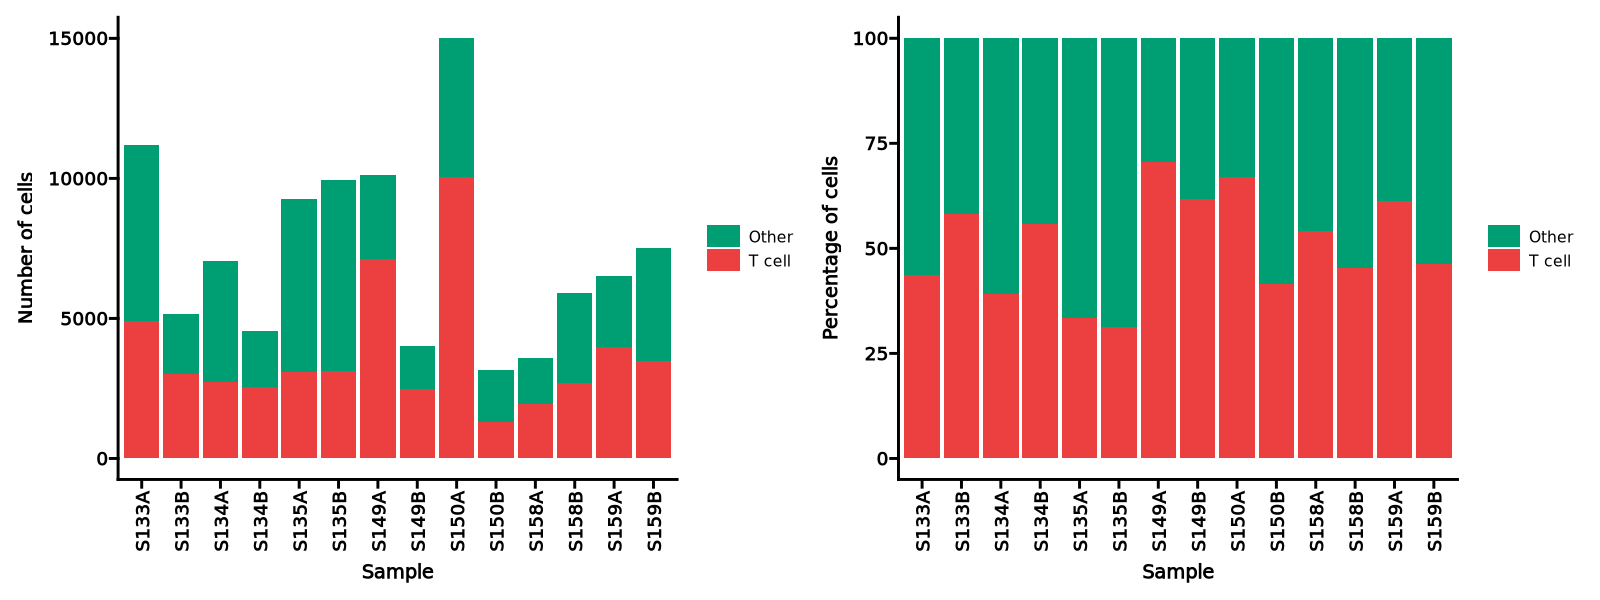 Number of cells
15000
10000
5000
0
S133A
S133B
S134A
S134B
S135A
S135B
S149A
S149B
S150A
S150B
S158A
S158B
S159A
S159B
Sample
Other
T cell
Percentage of cells
100
75
50
25
0
S133A
S133B
S134A
S134B
S135A
S135B
S149A
S149B
S150A
S150B
S158A
S158B
S159A
S159B
Sample
Other
T cell